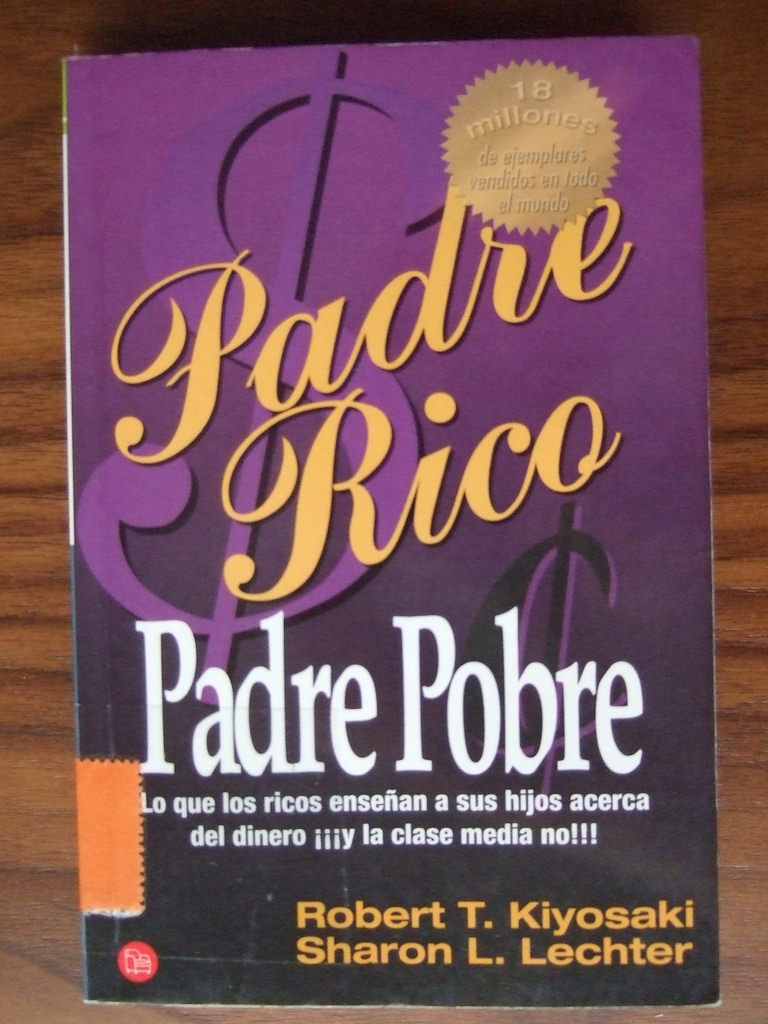 18
millones
de ejemplares
vendidos en todo
el mundo
Padre
Rico
Padre Pobre
Lo que los ricos enseñan a sus hijos acerca
del dinero ¡¡¡y la clase media no!!!
Robert T. Kiyosaki
Sharon L. Lechter